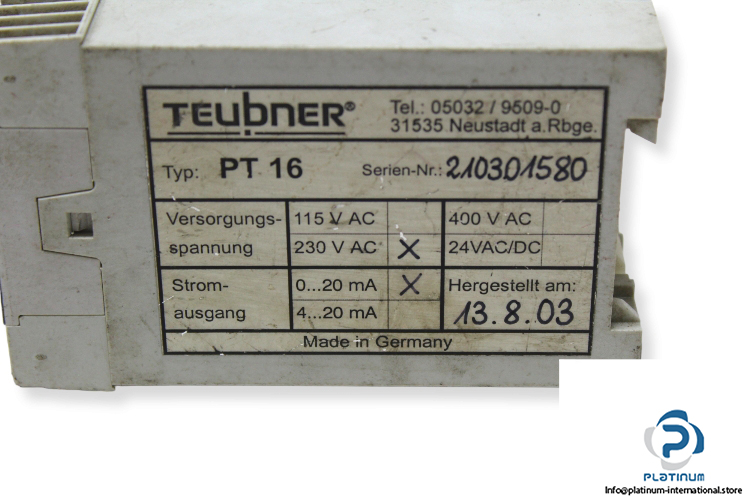 TEUBNER® Tel.: 05032 / 9509-0
31535 Neustadt a.Rbge.
Typ: PT 16 Serien-Nr.: 210301580
Versorgungs- 115 V AC 400 V AC
spannung 230 V AC X 24VAC/DC
Strom- 0...20 mA X Hergestellt am:
ausgang 4...20 mA 13.8.03
Made in Germany
PLATINUM
Info@platinum-international.store